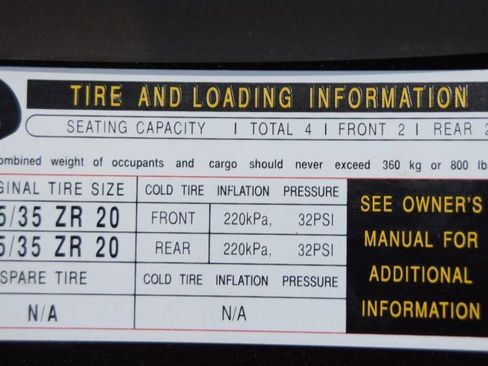 TIRE AND LOADING INFORMATION
SEATING CAPACITY | TOTAL 4 | FRONT 2 | REAR 2
combined weight of occupants and cargo should never exceed 360 kg or 800 lb
GINAL TIRE SIZE COLD TIRE INFLATION PRESSURE
5/35 ZR 20 FRONT 220kPa, 32PSI
5/35 ZR 20 REAR 220kPa, 32PSI
SPARE TIRE COLD TIRE INFLATION PRESSURE
N/A N/A
SEE OWNER'S
MANUAL FOR
ADDITIONAL
INFORMATION